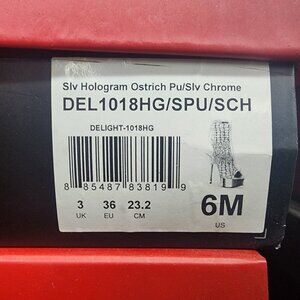 Slv Hologram Ostrich Pu/Slv Chrome
DEL1018HG/SPU/SCH
DELIGHT-1018HG
8 85487 83819 9
3 36 23.2
UK EU CM
6M
US